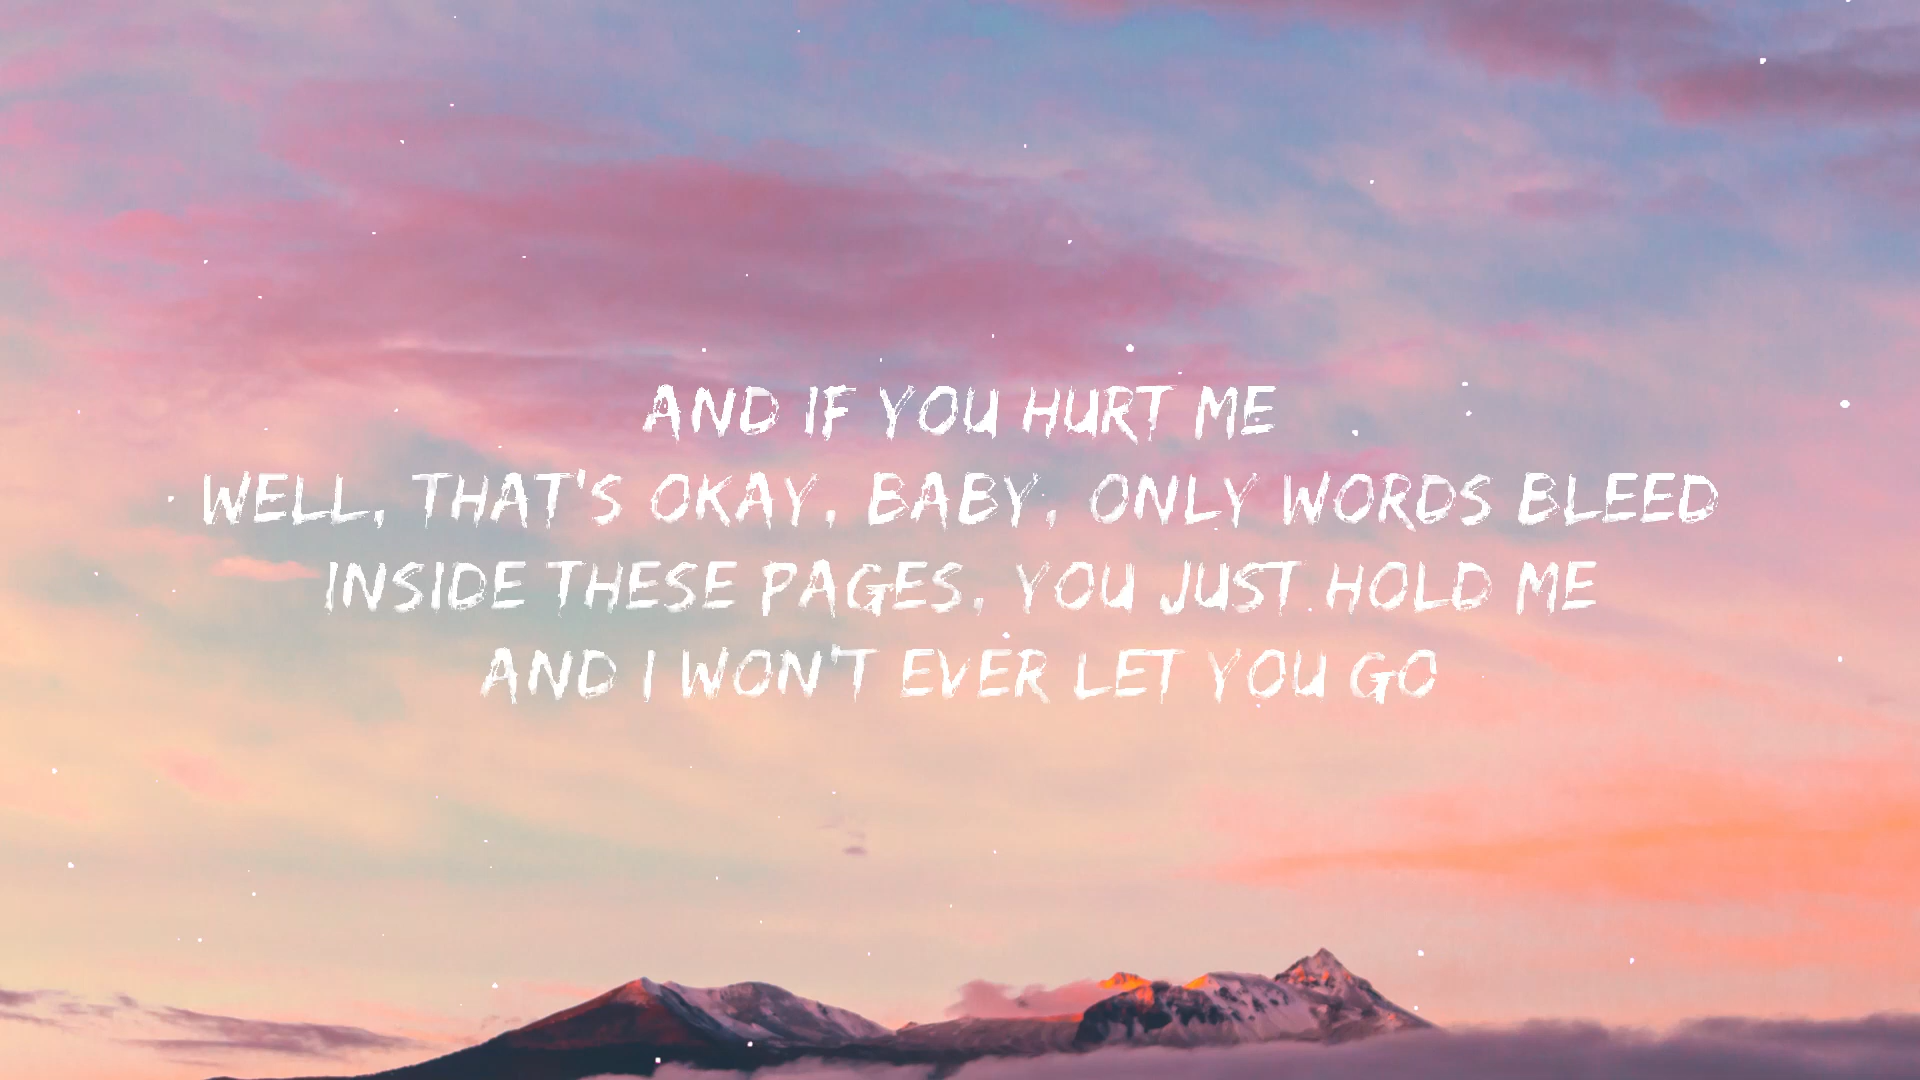 AND IF YOU HURT ME
WELL, THAT'S OKAY, BABY, ONLY WORDS BLEED
INSIDE THESE PAGES, YOU JUST HOLD ME
AND I WON'T EVER LET YOU GO